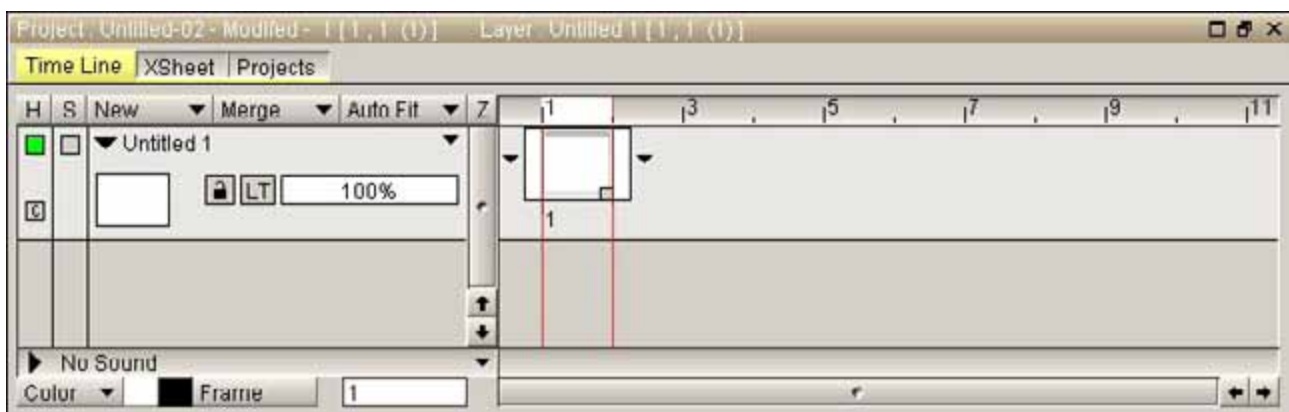 Project : Untitled-02 - Modifed - 1 [ 1 , 1 (1) ] Layer : Untitled 1 [ 1 , 1 (1) ]
Time Line XSheet Projects
H S New Merge Auto Fit Z 1 3 5 7 9 11
Untitled 1
LT 100%
C
1
No Sound
Color Frame 1